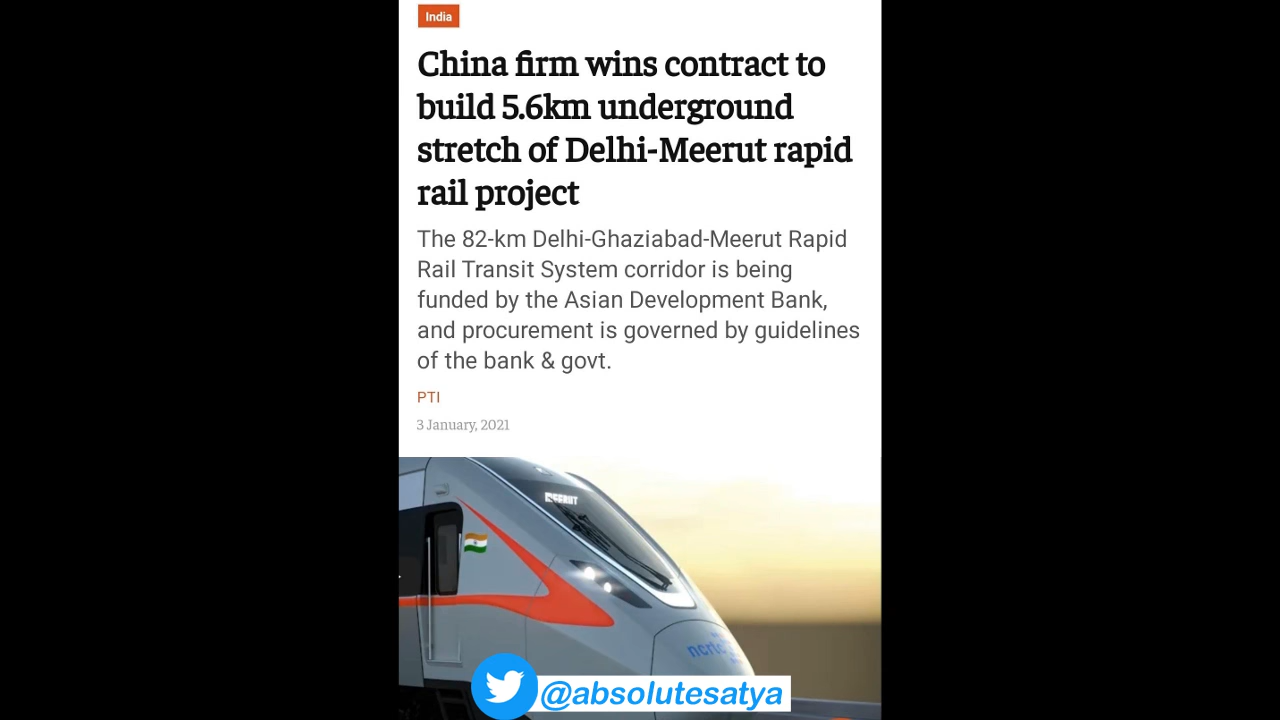 India
China firm wins contract to
build 5.6km underground
stretch of Delhi-Meerut rapid
rail project
The 82-km Delhi-Ghaziabad-Meerut Rapid
Rail Transit System corridor is being
funded by the Asian Development Bank,
and procurement is governed by guidelines
of the bank & govt.
PTI
3 January, 2021
MEERUT
ncrtc
@absolutesatya